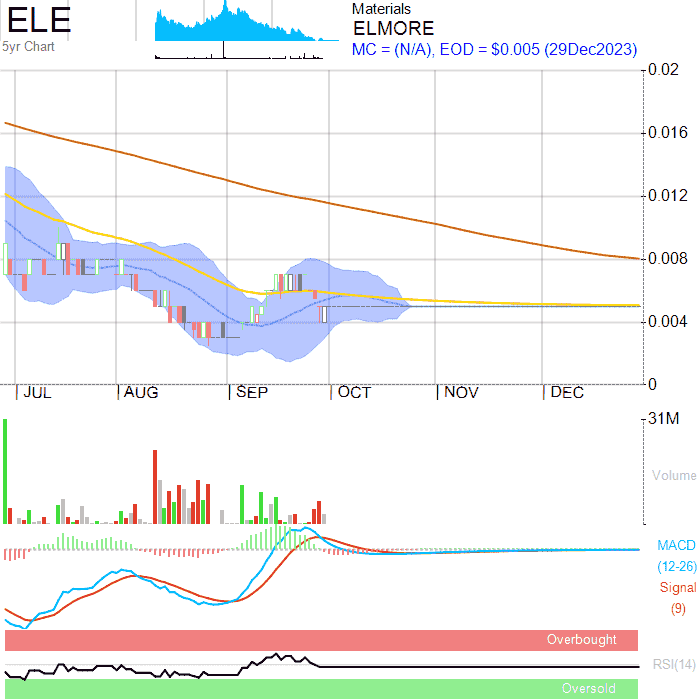 ELE
5yr Chart
Materials
ELMORE
MC = (N/A), EOD = $0.005 (29Dec2023)
0.02
0.016
0.012
0.008
0.004
0
JUL AUG SEP OCT NOV DEC
31M
Volume
MACD
(12-26)
Signal
(9)
Overbought
RSI(14)
Oversold